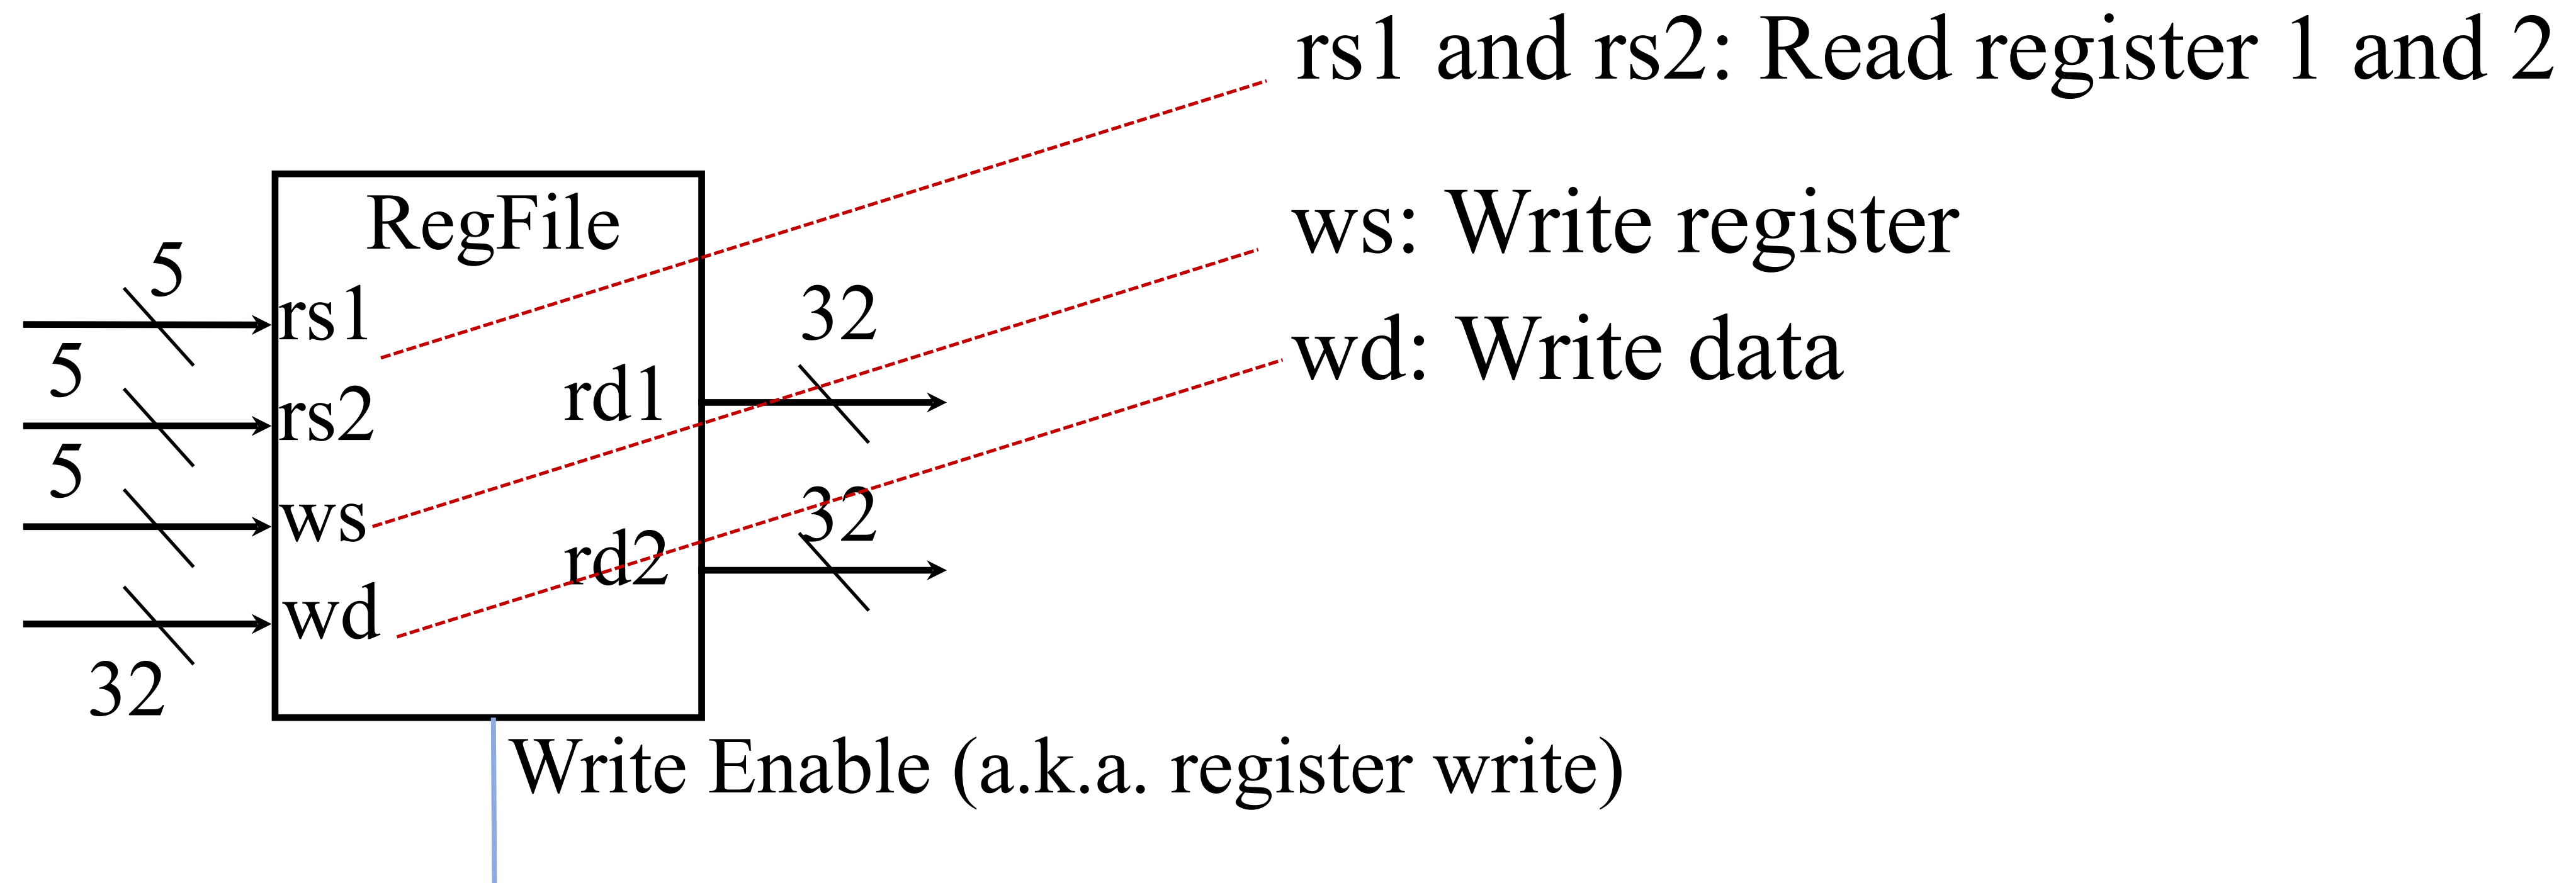 rs1 and rs2: Read register 1 and 2
RegFile
ws: Write register
5
rs1
32
wd: Write data
5
rd1
rs2
5
32
ws
rd2
wd
32
Write Enable (a.k.a. register write)